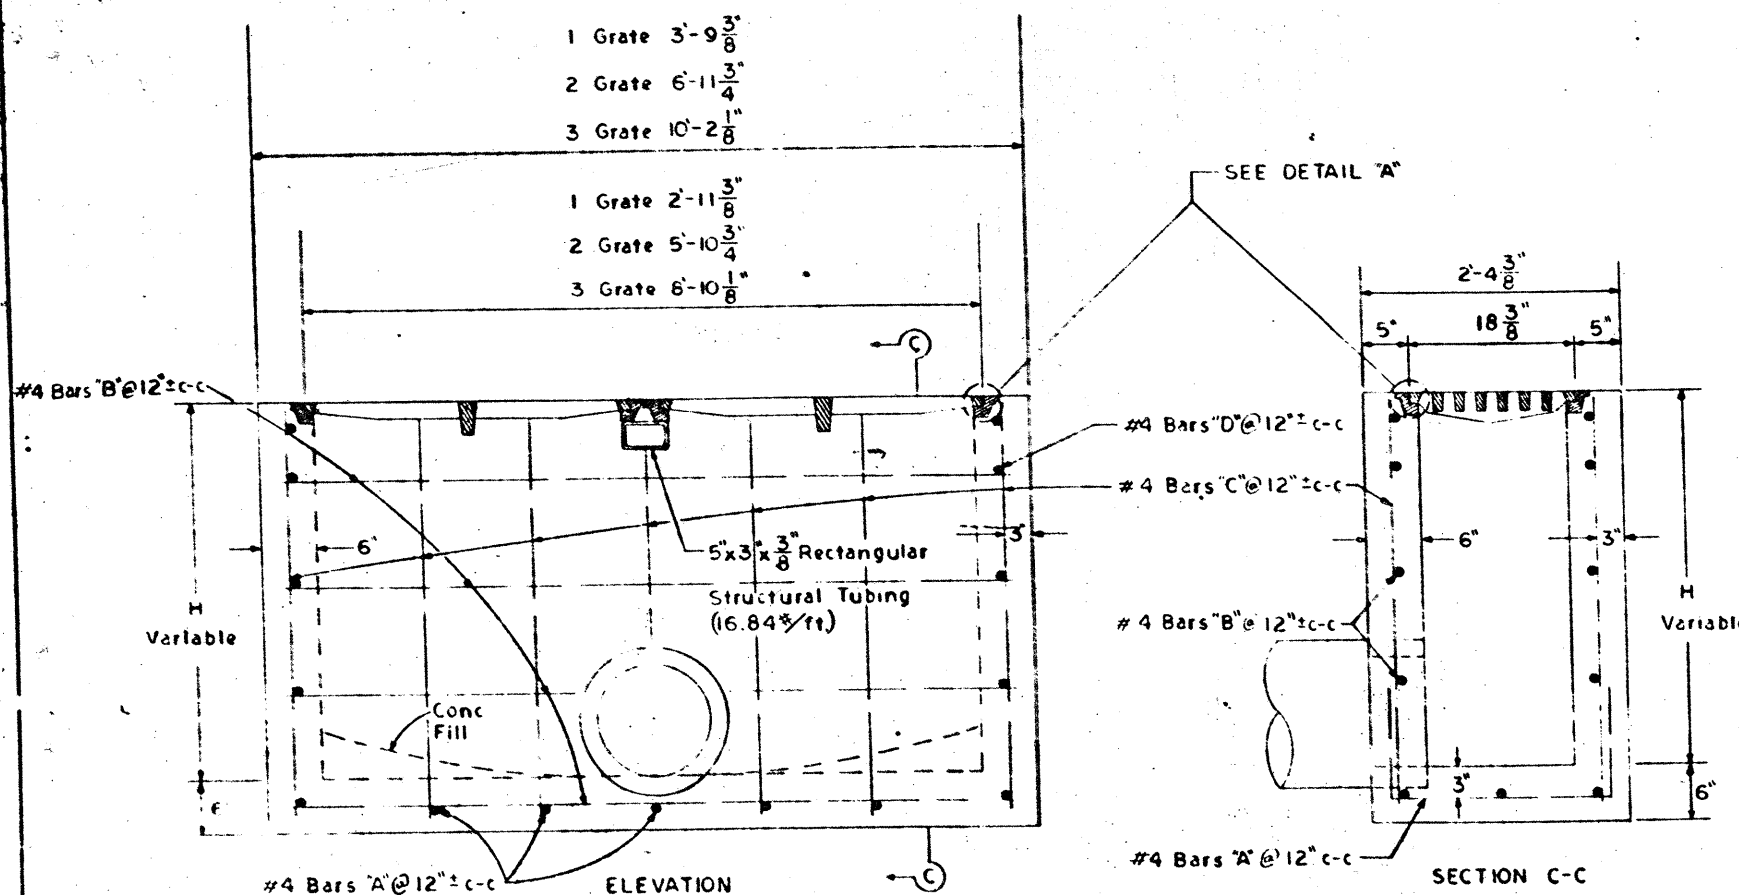 1 Grate 3'-9 3/8"
2 Grate 6'-11 3/4"
3 Grate 10'-2 1/8"
1 Grate 2'-11 3/8"
2 Grate 5'-10 3/4"
3 Grate 8'-10 1/8"
SEE DETAIL "A"
2'-4 3/8"
5"
18 3/8"
5"
C
#4 Bars "B" @ 12" ± c-c
#4 Bars "D" @ 12" ± c-c
#4 Bars "C" @ 12" ± c-c
6"
3"
6"
3"
5" x 3" x 3/8" Rectangular
Structural Tubing
(16.84#/ft.)
H
Variable
#4 Bars "B" @ 12" ± c-c
H
Variable
Conc
Fill
3"
6"
#4 Bars "A" @ 12" ± c-c
ELEVATION
C
#4 Bars "A" @ 12" c-c
SECTION C-C